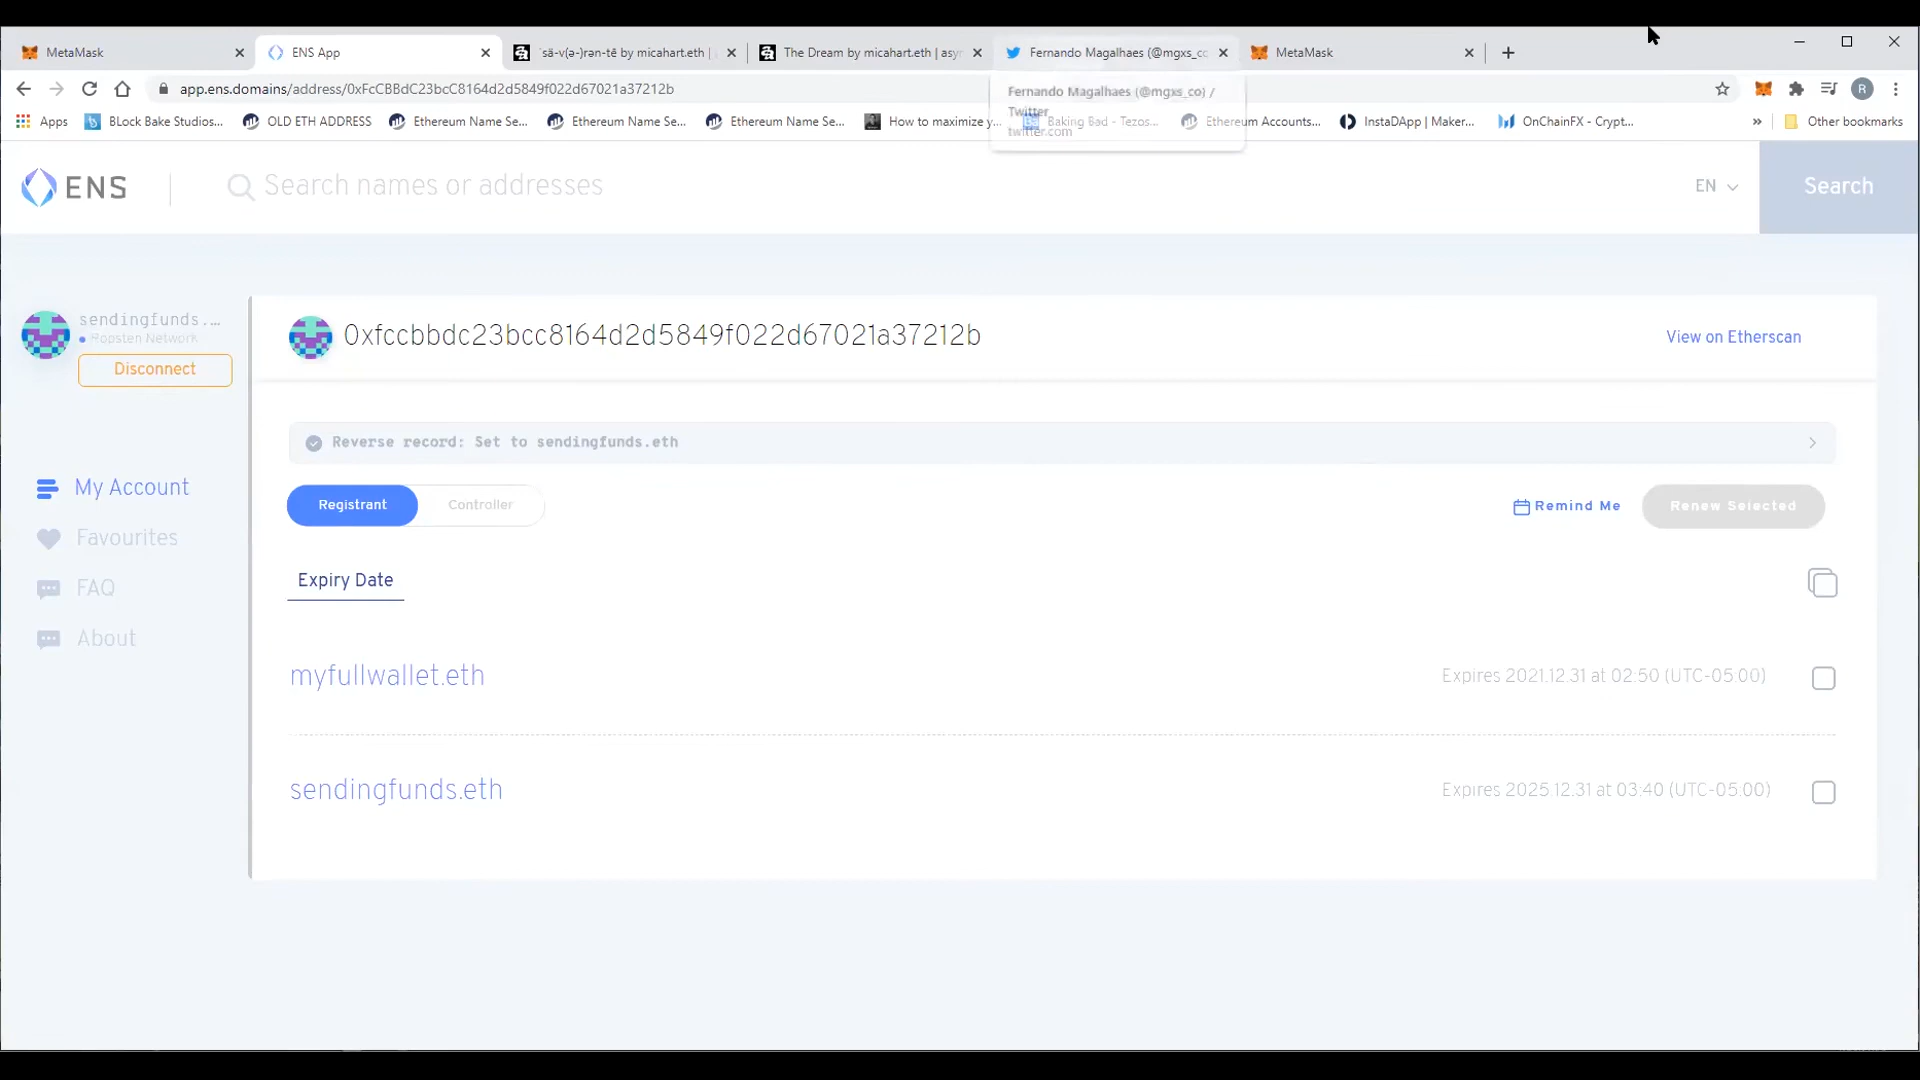 MetaMask
ENS App
ˈsä-v(ə-)rən-tē by micahart.eth |
The Dream by micahart.eth | asyn
Fernando Magalhaes (@mgxs_co
MetaMask
app.ens.domains/address/0xFcCBBdC23bcC8164d2d5849f022d67021a37212b
R
Fernando Magalhaes (@mgxs_co) /
Twitter
twitter.com
Apps
BLock Bake Studios...
OLD ETH ADDRESS
Ethereum Name Se...
Ethereum Name Se...
Ethereum Name Se...
How to maximize y...
Baking Bad - Tezos...
Ethereum Accounts...
InstaDApp | Maker...
OnChainFX - Crypt...
»
Other bookmarks
ENS
Search names or addresses
EN
Search
sendingfunds....
Ropsten Network
Disconnect
0xfccbbdc23bcc8164d2d5849f022d67021a37212b
View on Etherscan
Reverse record: Set to sendingfunds.eth
My Account
Favourites
FAQ
About
Registrant
Controller
Remind Me
Renew Selected
Expiry Date
myfullwallet.eth
Expires 2021.12.31 at 02:50 (UTC-05:00)
sendingfunds.eth
Expires 2025.12.31 at 03:40 (UTC-05:00)